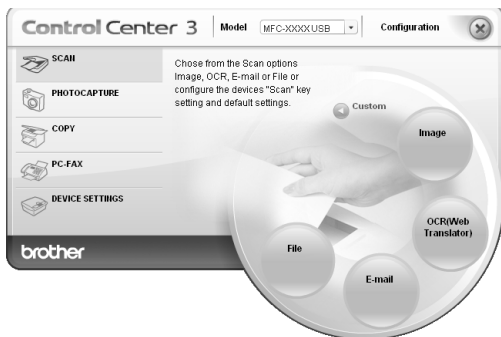 Control Center 3
Model
MFC-XXXX USB
Configuration
SCAN
PHOTOCAPTURE
COPY
PC-FAX
DEVICE SETTINGS
brother
Chose from the Scan options
Image, OCR, E-mail or File or
configure the devices "Scan" key
setting and default settings.
Custom
Image
OCR(Web
Translator)
E-mail
File